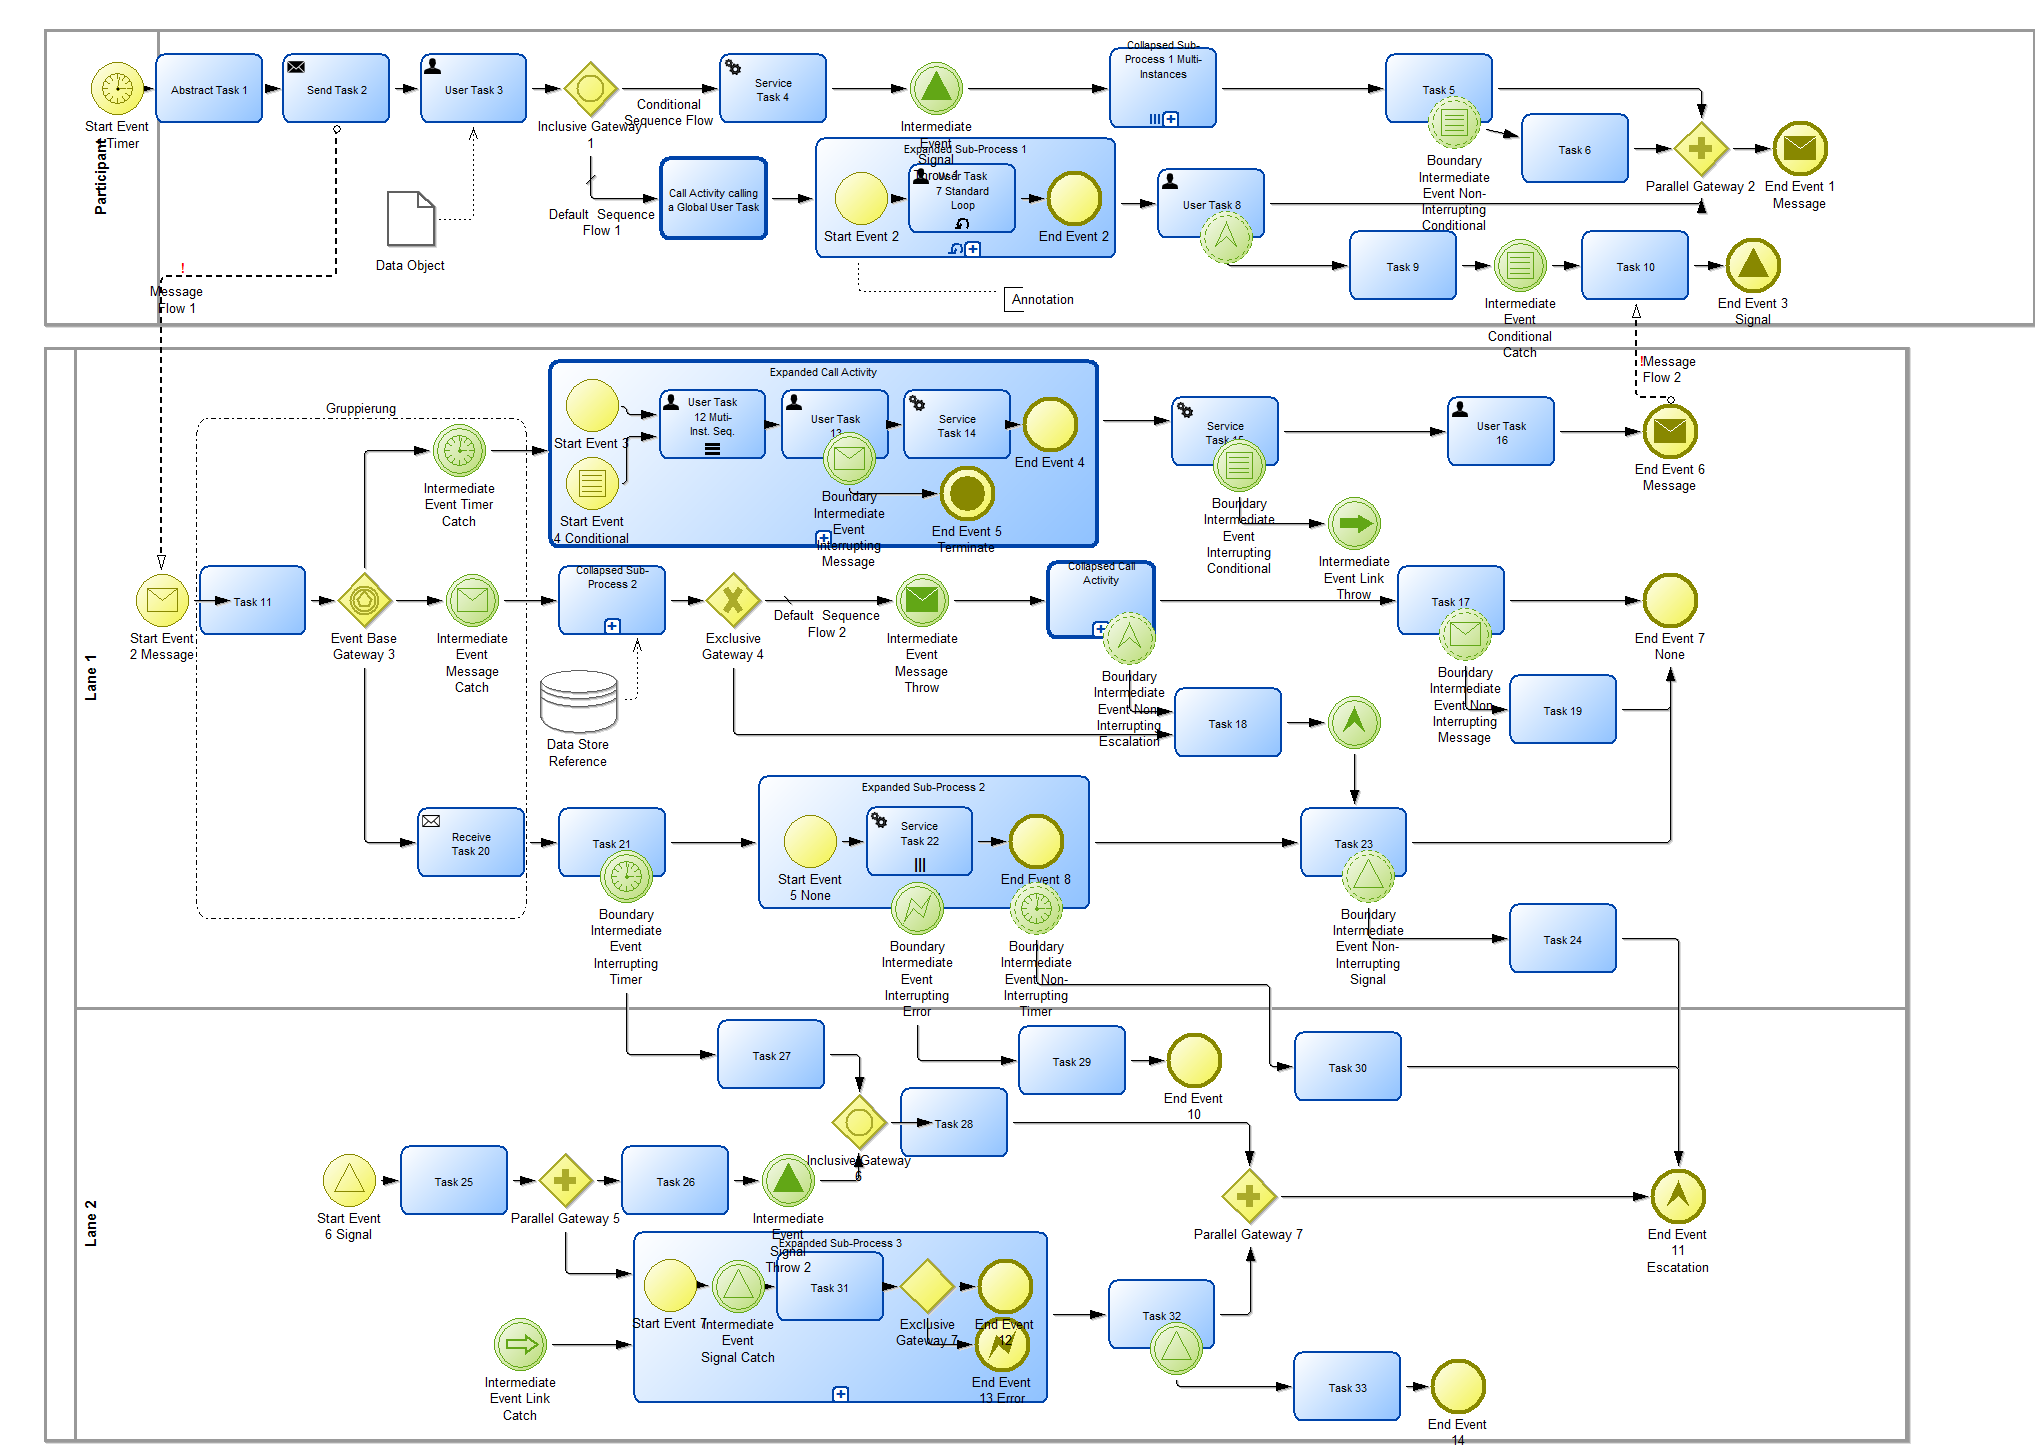 Participant
Start Event
Timer
Abstract Task 1
Send Task 2
User Task 3
Inclusive Gateway
1
Conditional
Sequence Flow
Service
Task 4
Intermediate
Event
Signal
Throw 1
Collapsed Sub-
Process 1 Multi-
Instances
Task 5
Boundary
Intermediate
Event Non-
Interrupting
Conditional
Task 6
Parallel Gateway 2
End Event 1
Message
Data Object
Default Sequence
Flow 1
Call Activity calling
a Global User Task
Expanded Sub-Process 1
Start Event 2
User Task
7 Standard
Loop
End Event 2
User Task 8
Task 9
Intermediate
Event
Conditional
Catch
Task 10
End Event 3
Signal
Annotation
!
Message
Flow 1
!Message
Flow 2
Lane 1
Gruppierung
Intermediate
Event Timer
Catch
Expanded Call Activity
Start Event 3
Start Event
4 Conditional
User Task
12 Muti-
Inst. Seq.
User Task
13
Service
Task 14
End Event 4
Boundary
Intermediate
Event
Interrupting
Message
End Event 5
Terminate
Service
Task 15
Boundary
Intermediate
Event
Interrupting
Conditional
Intermediate
Event Link
Throw
User Task
16
End Event 6
Message
Start Event
2 Message
Task 11
Event Base
Gateway 3
Intermediate
Event
Message
Catch
Collapsed Sub-
Process 2
Exclusive
Gateway 4
Default Sequence
Flow 2
Intermediate
Event
Message
Throw
Collapsed Call
Activity
Boundary
Intermediate
Event Non-
Interrupting
Escalation
Task 17
Boundary
Intermediate
Event Non-
Interrupting
Message
End Event 7
None
Data Store
Reference
Task 18
Task 19
Receive
Task 20
Task 21
Boundary
Intermediate
Event
Interrupting
Timer
Expanded Sub-Process 2
Start Event
5 None
Service
Task 22
End Event 8
Boundary
Intermediate
Event
Interrupting
Error
Boundary
Intermediate
Event Non-
Interrupting
Timer
Task 23
Boundary
Intermediate
Event Non-
Interrupting
Signal
Task 24
Lane 2
Task 27
Task 29
End Event
10
Task 30
Inclusive Gateway
6
Task 28
Start Event
6 Signal
Task 25
Parallel Gateway 5
Task 26
Intermediate
Event
Signal
Throw 2
Parallel Gateway 7
End Event
11
Escatation
Expanded Sub-Process 3
Start Event 7
Intermediate
Event
Signal Catch
Task 31
Exclusive
Gateway 7
End Event
12
End Event
13 Error
Intermediate
Event Link
Catch
Task 32
Task 33
End Event
14